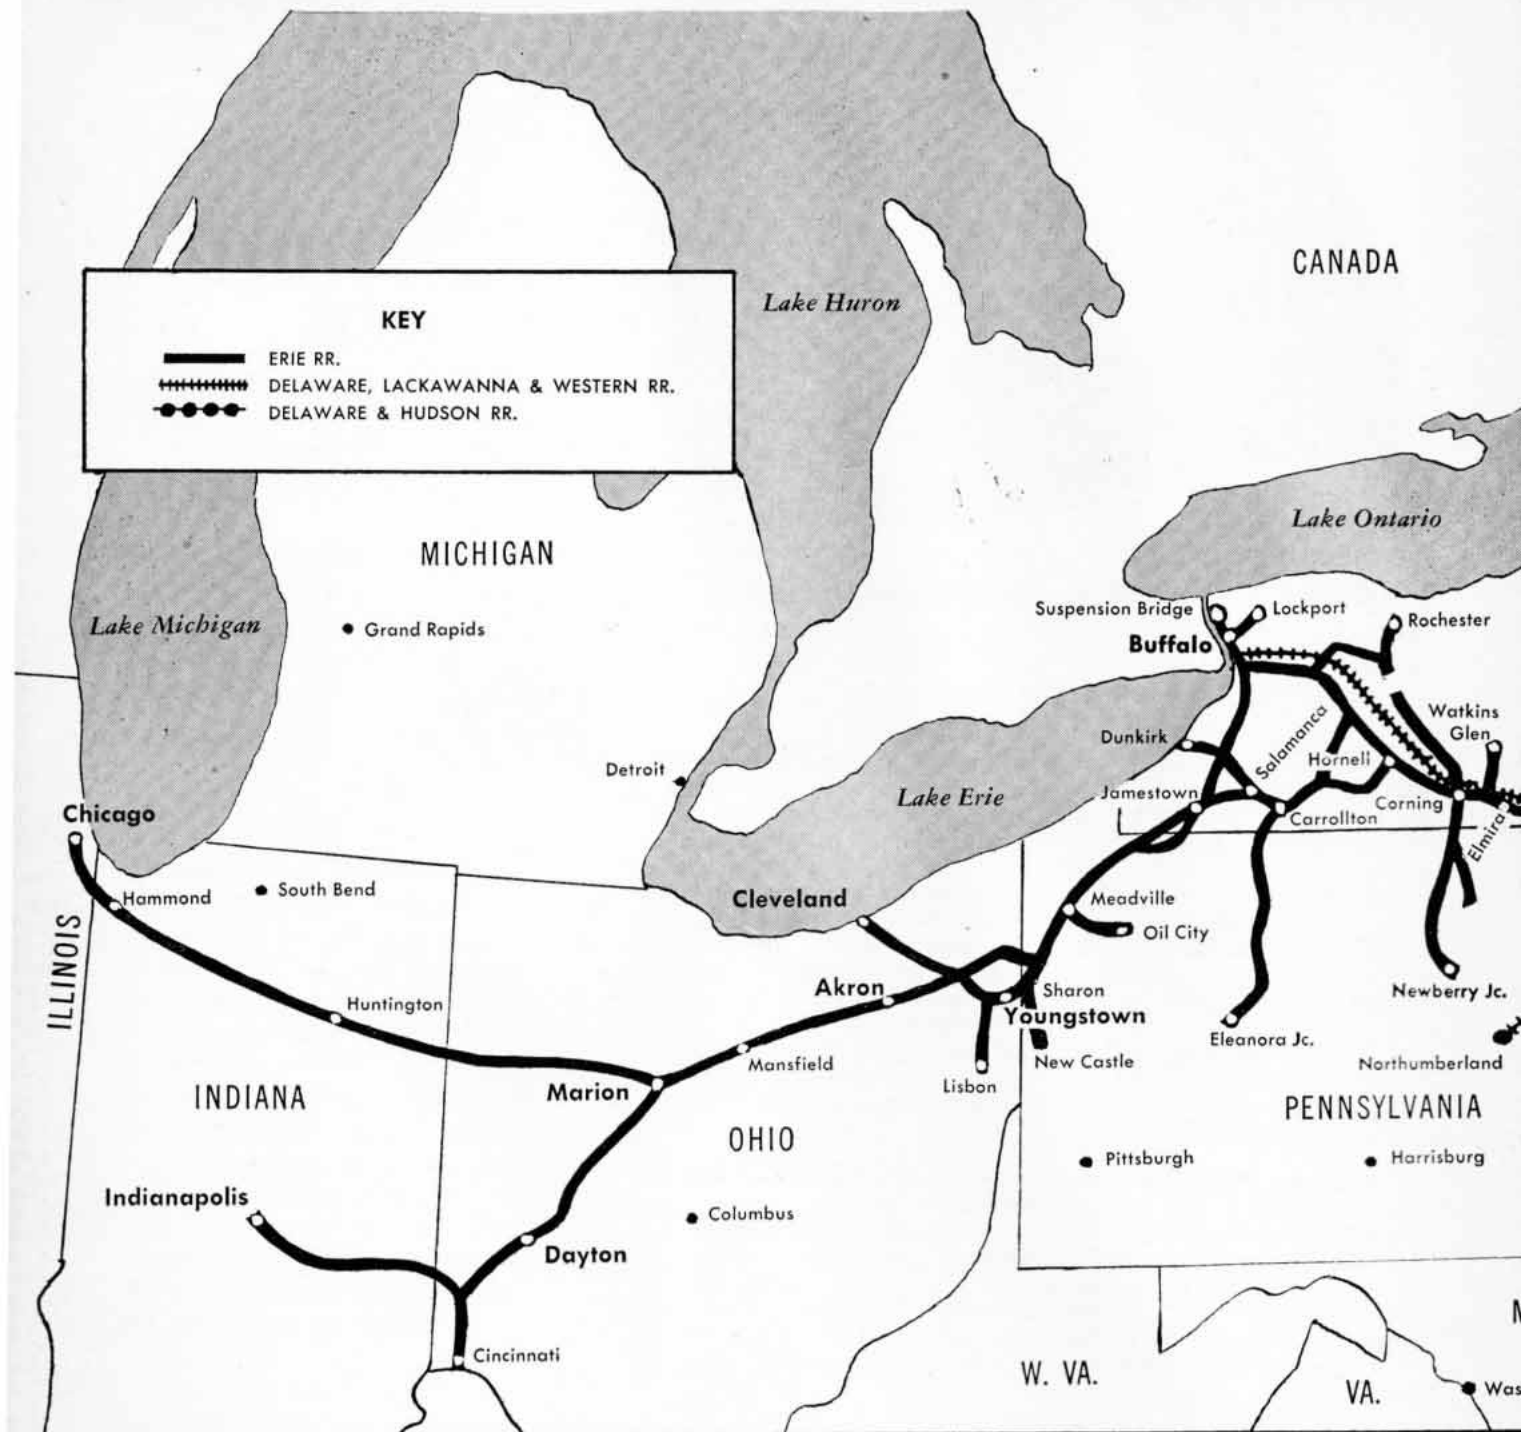 CANADA
Lake Huron
KEY
ERIE RR.
DELAWARE, LACKAWANNA & WESTERN RR.
DELAWARE & HUDSON RR.
Lake Ontario
MICHIGAN
Lake Michigan
Grand Rapids
Suspension Bridge
Lockport
Rochester
Buffalo
Watkins
Glen
Dunkirk
Salamanca
Hornell
Detroit
Lake Erie
Jamestown
Corning
Carrollton
Elmira
Chicago
Hammond
South Bend
Cleveland
Meadville
Oil City
ILLINOIS
Huntington
Akron
Sharon
Youngstown
Newberry Jc.
Eleanora Jc.
New Castle
Northumberland
Mansfield
Lisbon
Marion
INDIANA
OHIO
PENNSYLVANIA
Pittsburgh
Harrisburg
Indianapolis
Columbus
Dayton
Cincinnati
W. VA.
VA.
Was